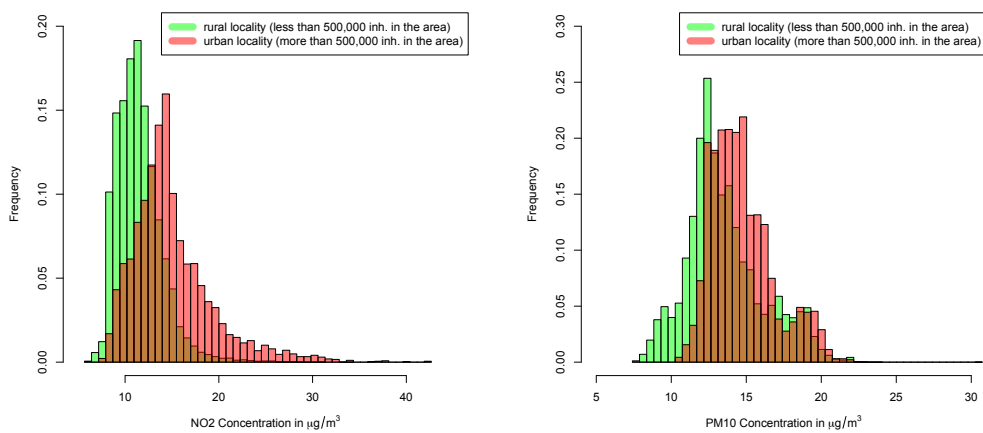 rural locality (less than 500,000 inh. in the area)
urban locality (more than 500,000 inh. in the area)
Frequency
0.00
0.05
0.10
0.15
0.20
10
20
30
40
NO2 Concentration in μg/m³
rural locality (less than 500,000 inh. in the area)
urban locality (more than 500,000 inh. in the area)
Frequency
0.00
0.05
0.10
0.15
0.20
0.25
0.30
5
10
15
20
25
30
PM10 Concentration in μg/m³